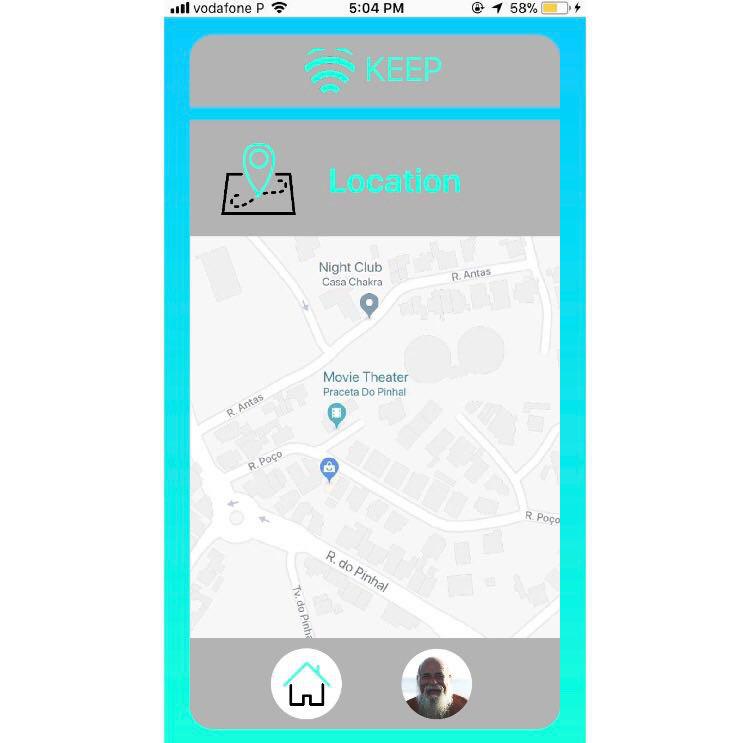 vodafone P
5:04 PM
58%
KEEP
Location
Night Club
Casa Chakra
R. Antas
Movie Theater
Praceta Do Pinhal
R. Antas
R. Poço
R. Poço
R. do Pinhal
Tv. do Pinhal